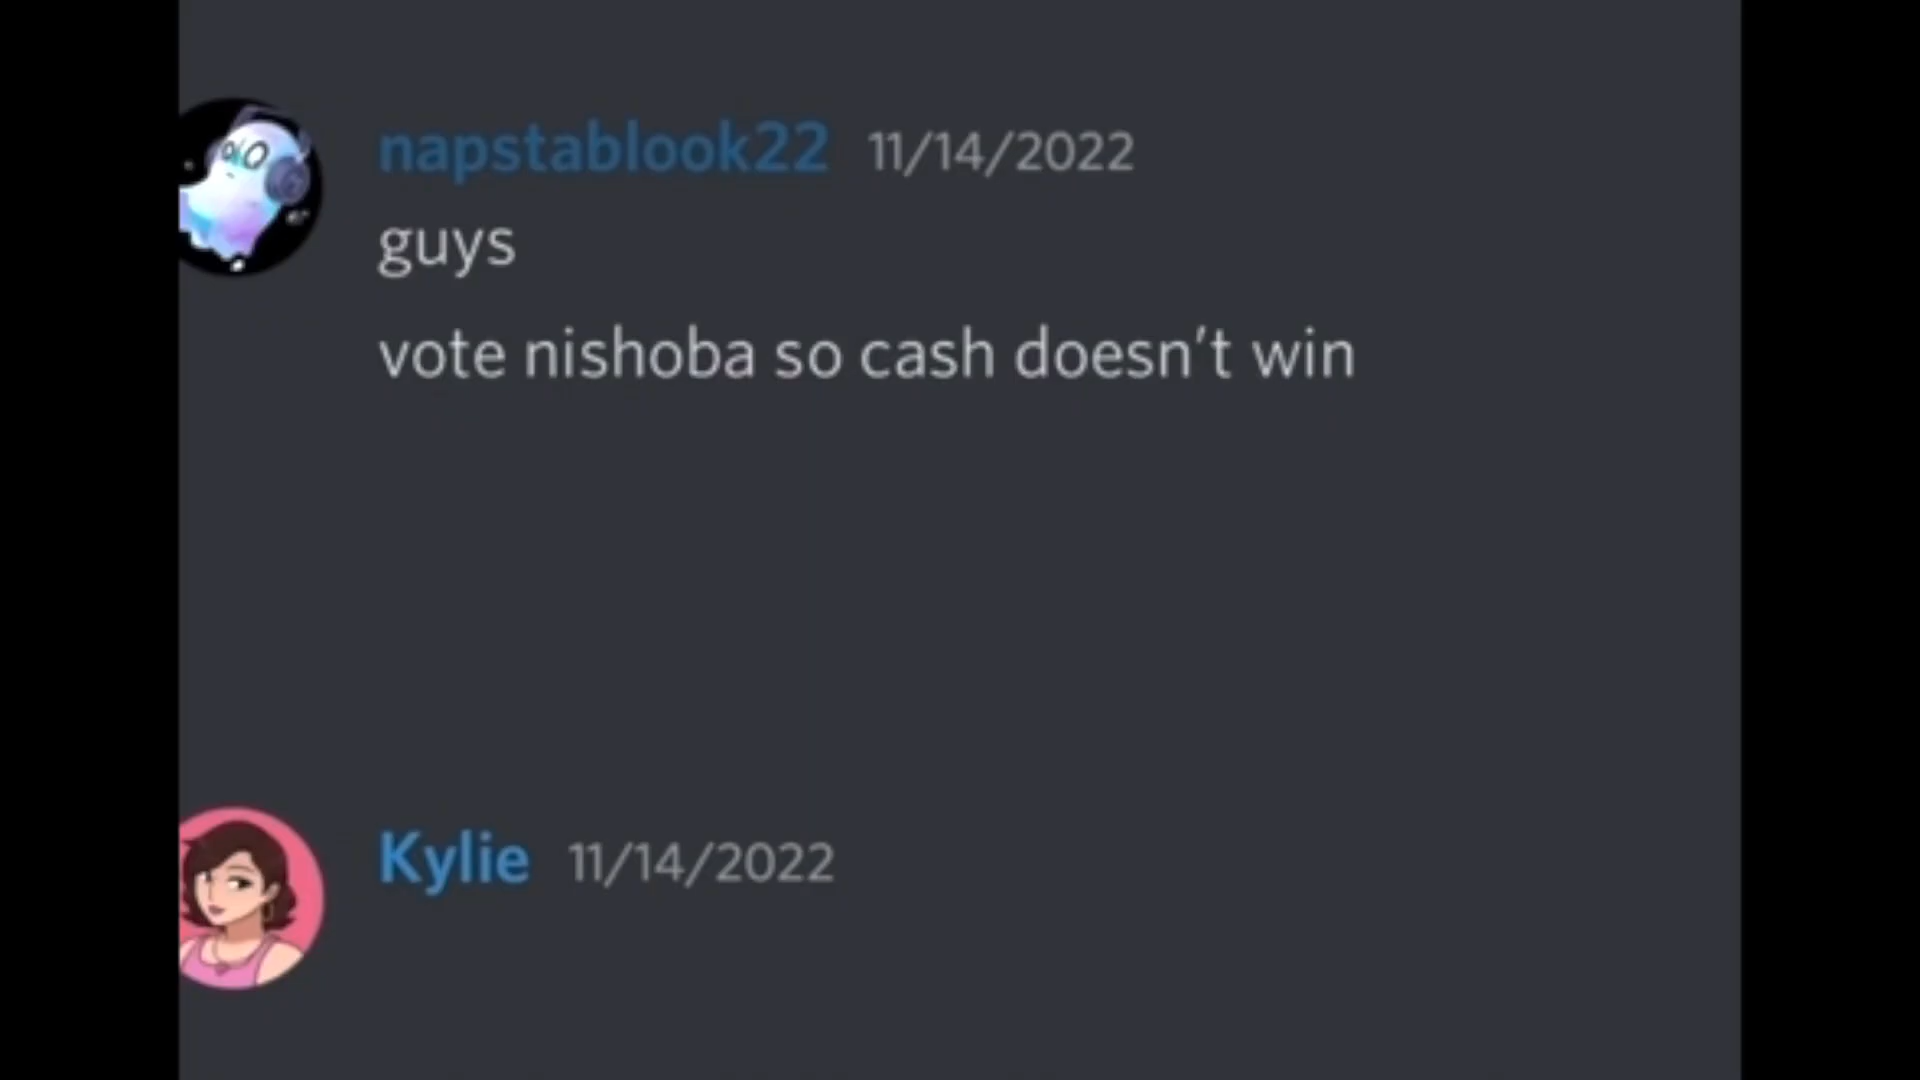 napstablook22 11/14/2022
guys
vote nishoba so cash doesn't win
Kylie 11/14/2022